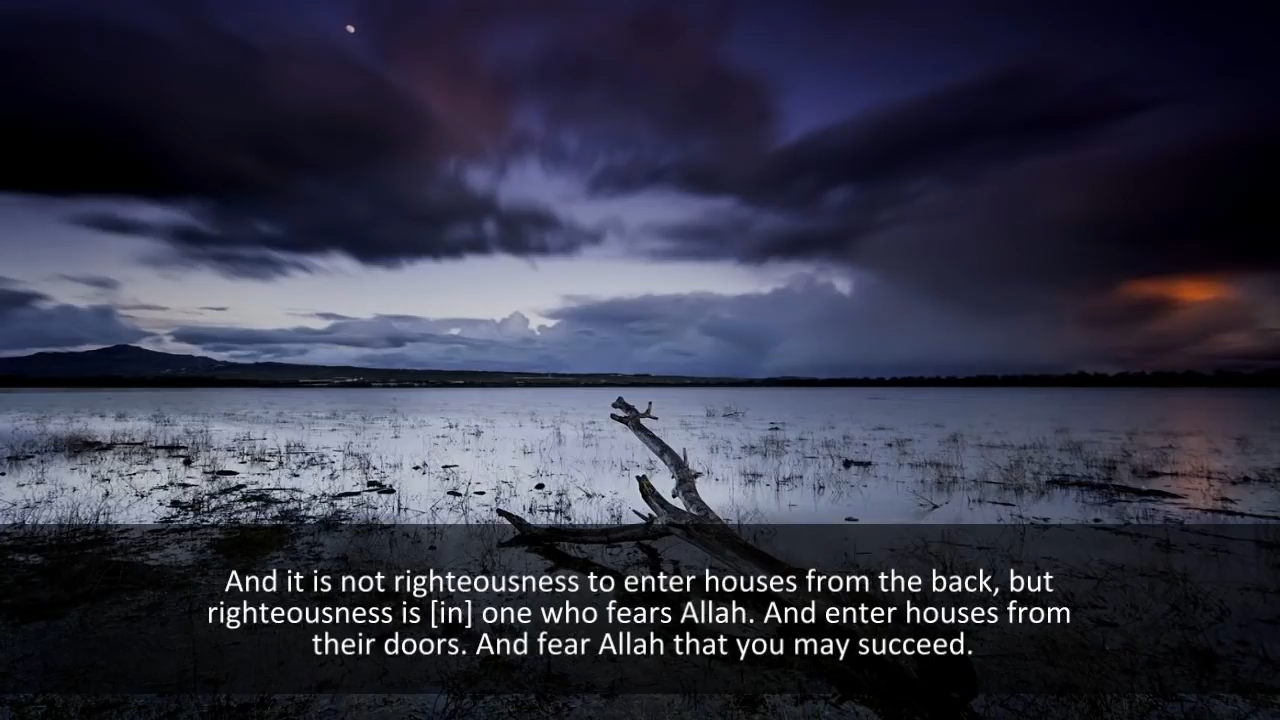 And it is not righteousness to enter houses from the back, but
righteousness is [in] one who fears Allah. And enter houses from
their doors. And fear Allah that you may succeed.